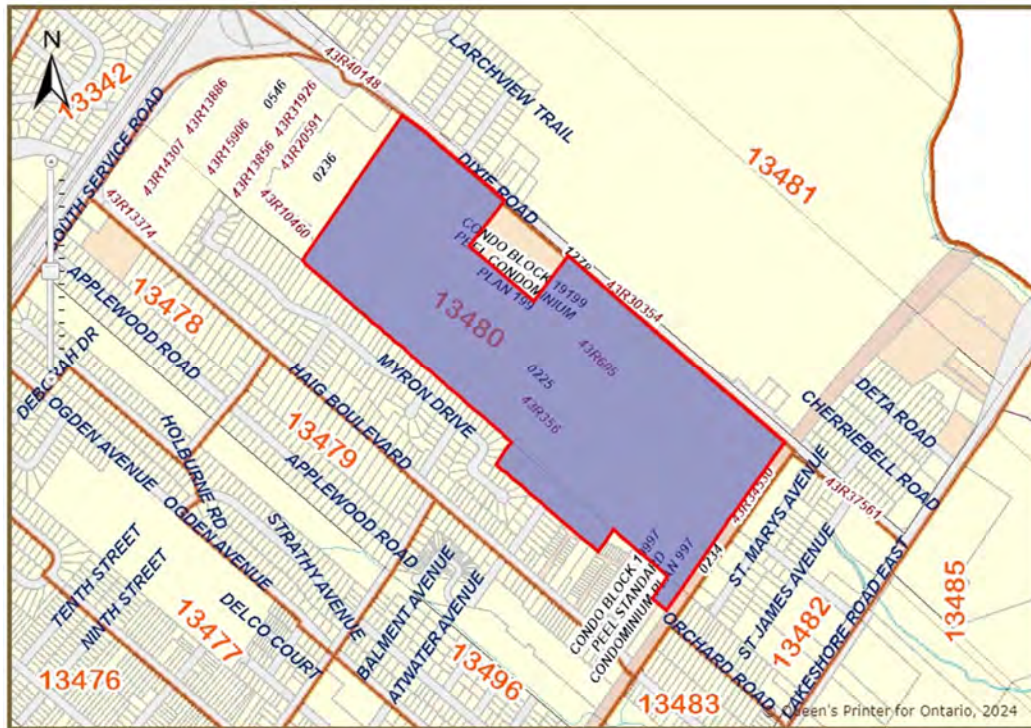 N
13342
SOUTH SERVICE ROAD
43R14307
43R13886
43R15906
0546
43R13856
43R31926
43R20591
43R10460
0236
43R13374
43R40148
LARCHVIEW TRAIL
DIXIE ROAD
13481
CONDO BLOCK 19199
PEEL CONDOMINIUM
PLAN 199
43R30354
13480
43R605
0225
43R356
13478
APPLEWOOD ROAD
DEBORAH DR
OGDEN AVENUE
HAIG BOULEVARD
MYRON DRIVE
13479
APPLEWOOD ROAD
HOLBURNE RD
OGDEN AVENUE
STRATHY AVENUE
TENTH STREET
NINTH STREET
13477
DELCO COURT
BALMENT AVENUE
ATWATER AVENUE
13476
13496
CONDO BLOCK 11997
PEEL STANDARD
CONDOMINIUM PLAN 997
0234
43R37561
DETA ROAD
CHERRIEBELL ROAD
ST MARYS AVENUE
ST JAMES AVENUE
13482
LAKESHORE ROAD EAST
13485
ORCHARD ROAD
13483
Queen's Printer for Ontario, 2024